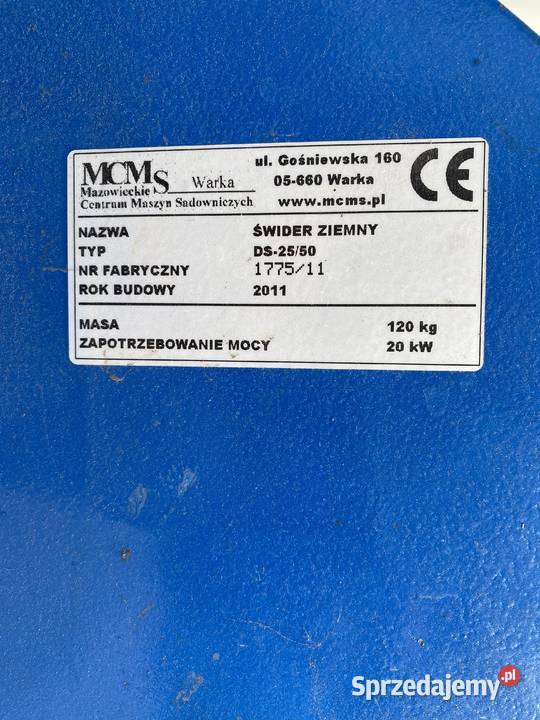 MCMS Warka
Mazowieckie
Centrum Maszyn Sadowniczych
ul. Gośniewska 160
05-660 Warka
www.mcms.pl
CE
NAZWA ŚWIDER ZIEMNY
TYP DS-25/50
NR FABRYCZNY 1775/11
ROK BUDOWY 2011
MASA 120 kg
ZAPOTRZEBOWANIE MOCY 20 kW
Sprzedajemy.pl